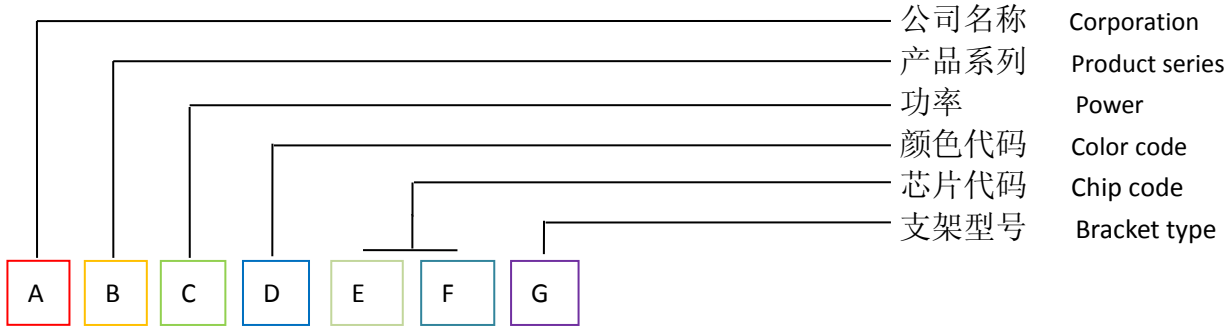 公司名称 Corporation
产品系列 Product series
功率 Power
颜色代码 Color code
芯片代码 Chip code
支架型号 Bracket type
A B C D E F G